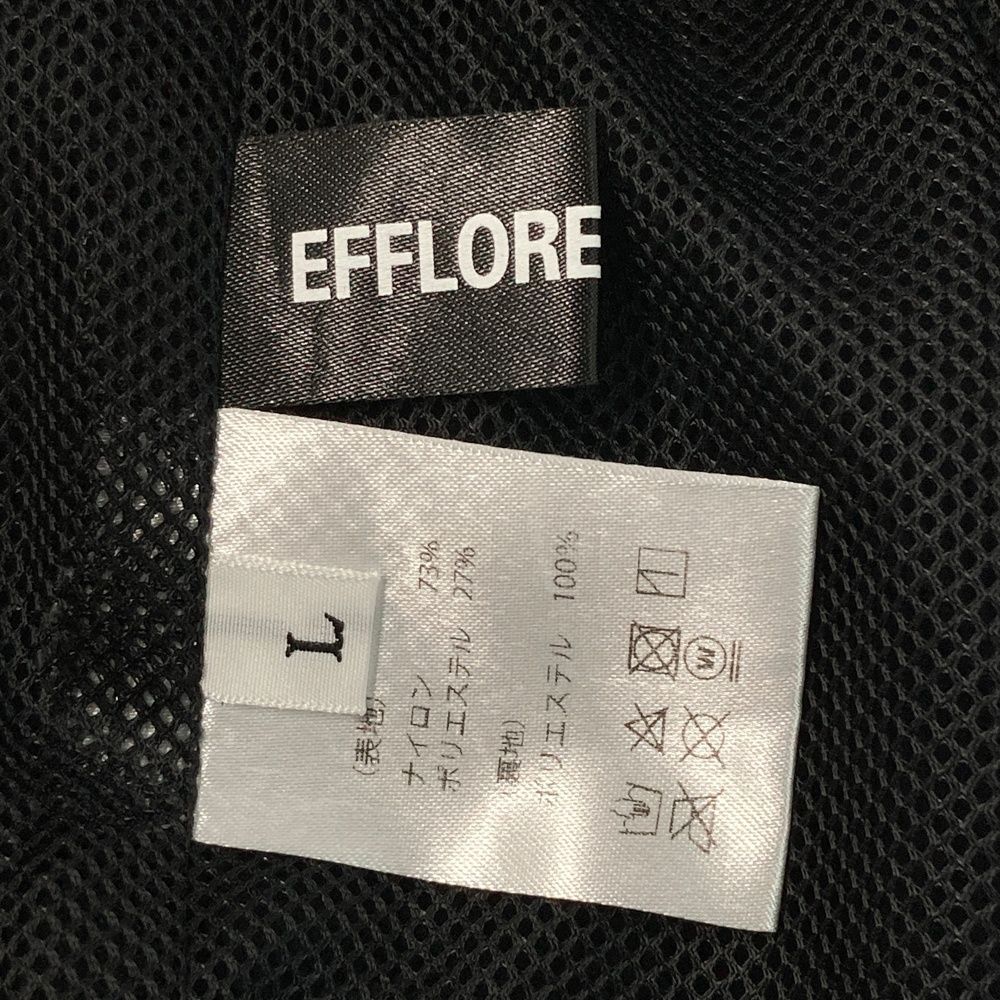 EFFLORE
L
(表地)
ナイロン 73%
ポリエステル 27%
裏地)
ポリエステル 100%
W